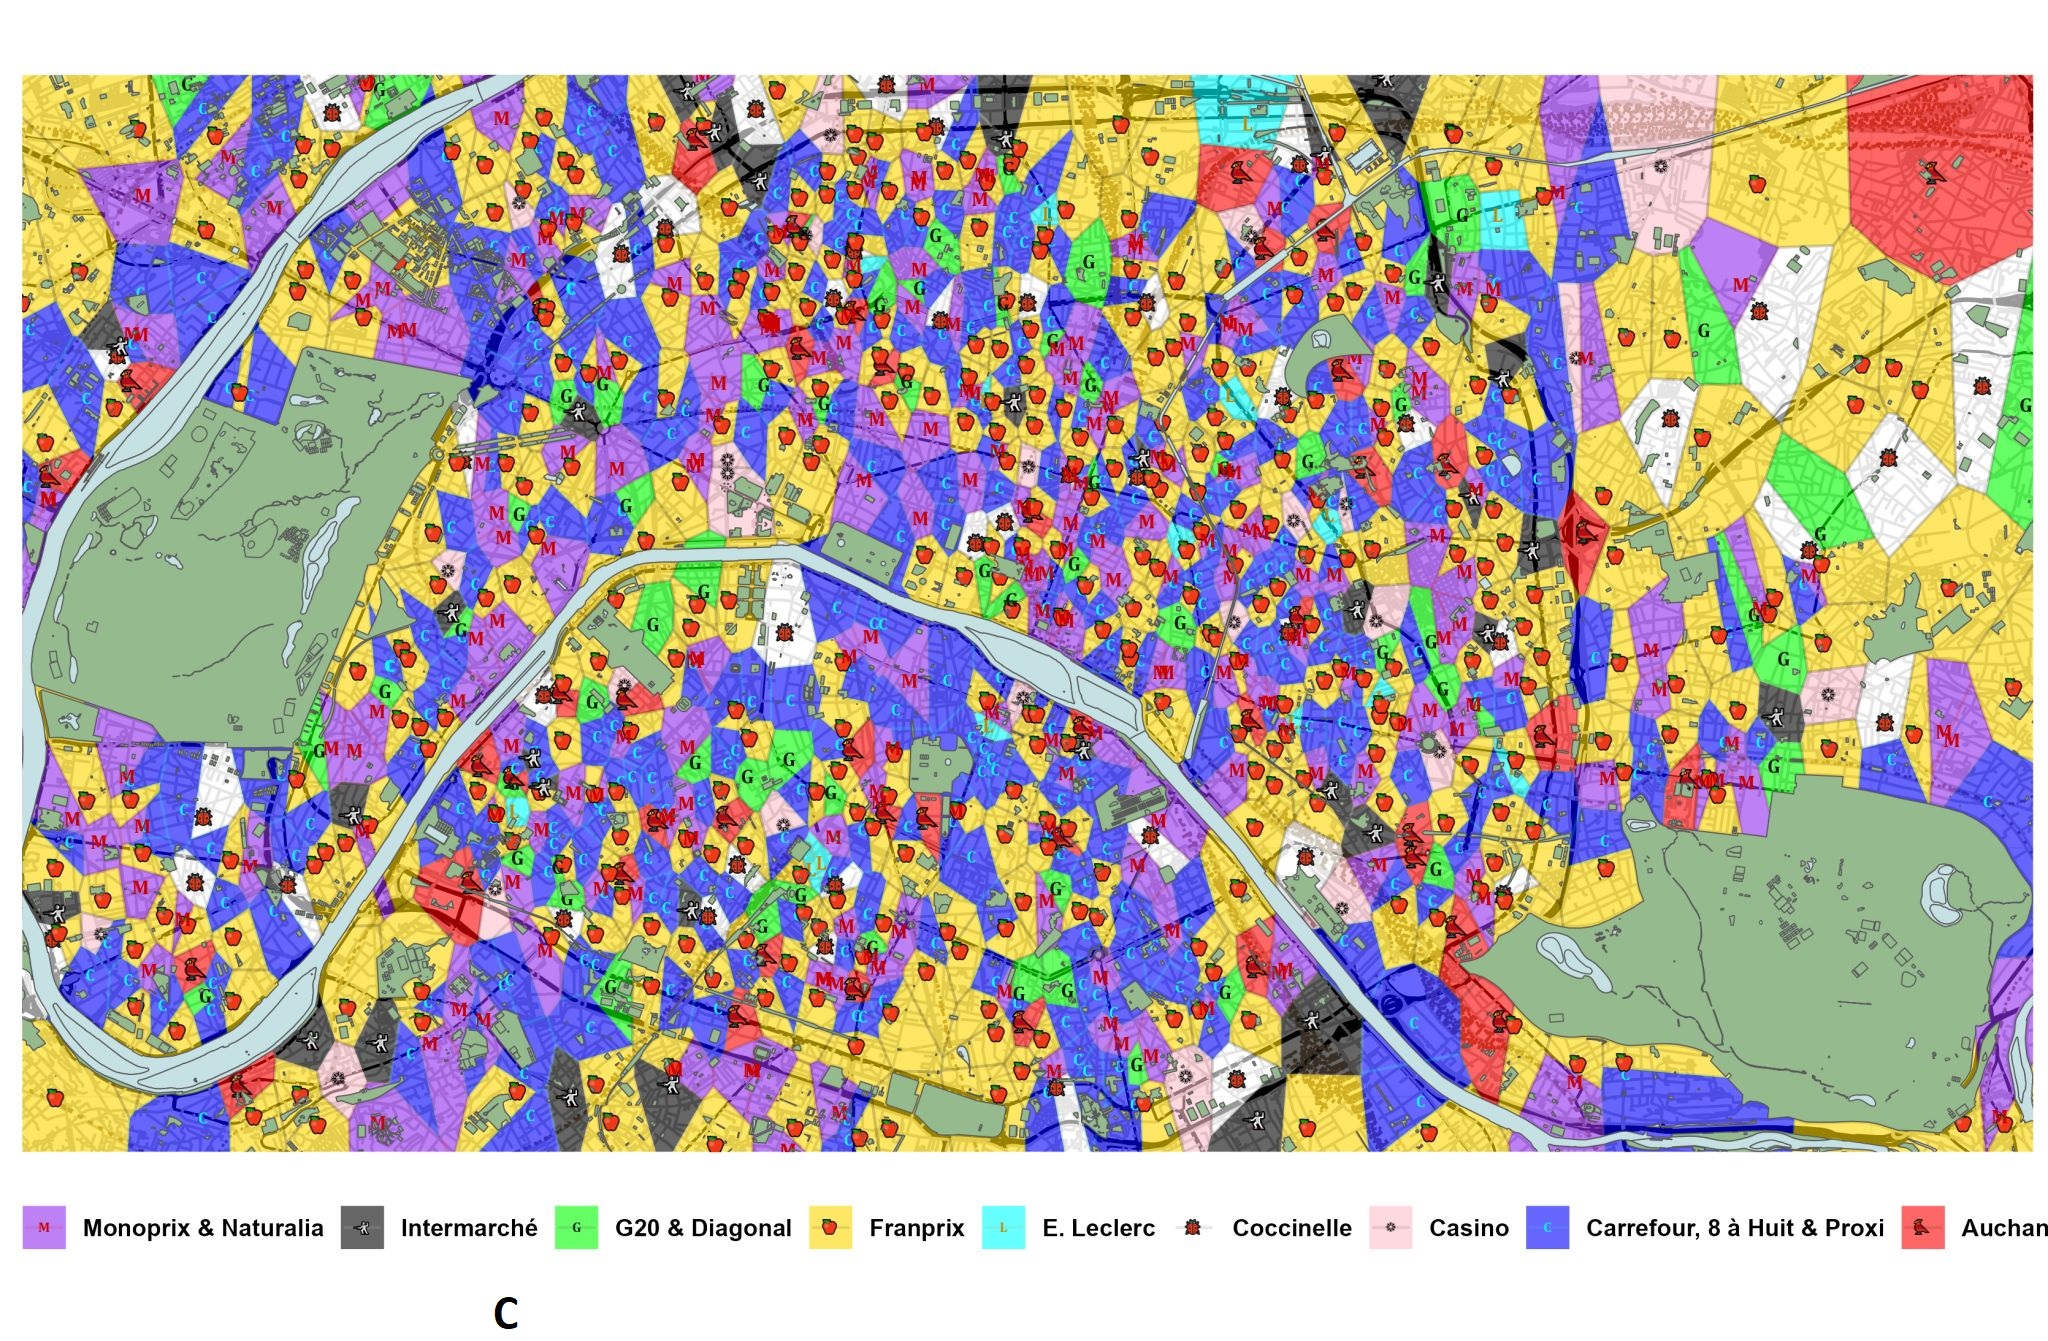 Monoprix & Naturalia Intermarché G20 & Diagonal Franprix E. Leclerc Coccinelle Casino Carrefour, 8 à Huit & Proxi Auchan
C